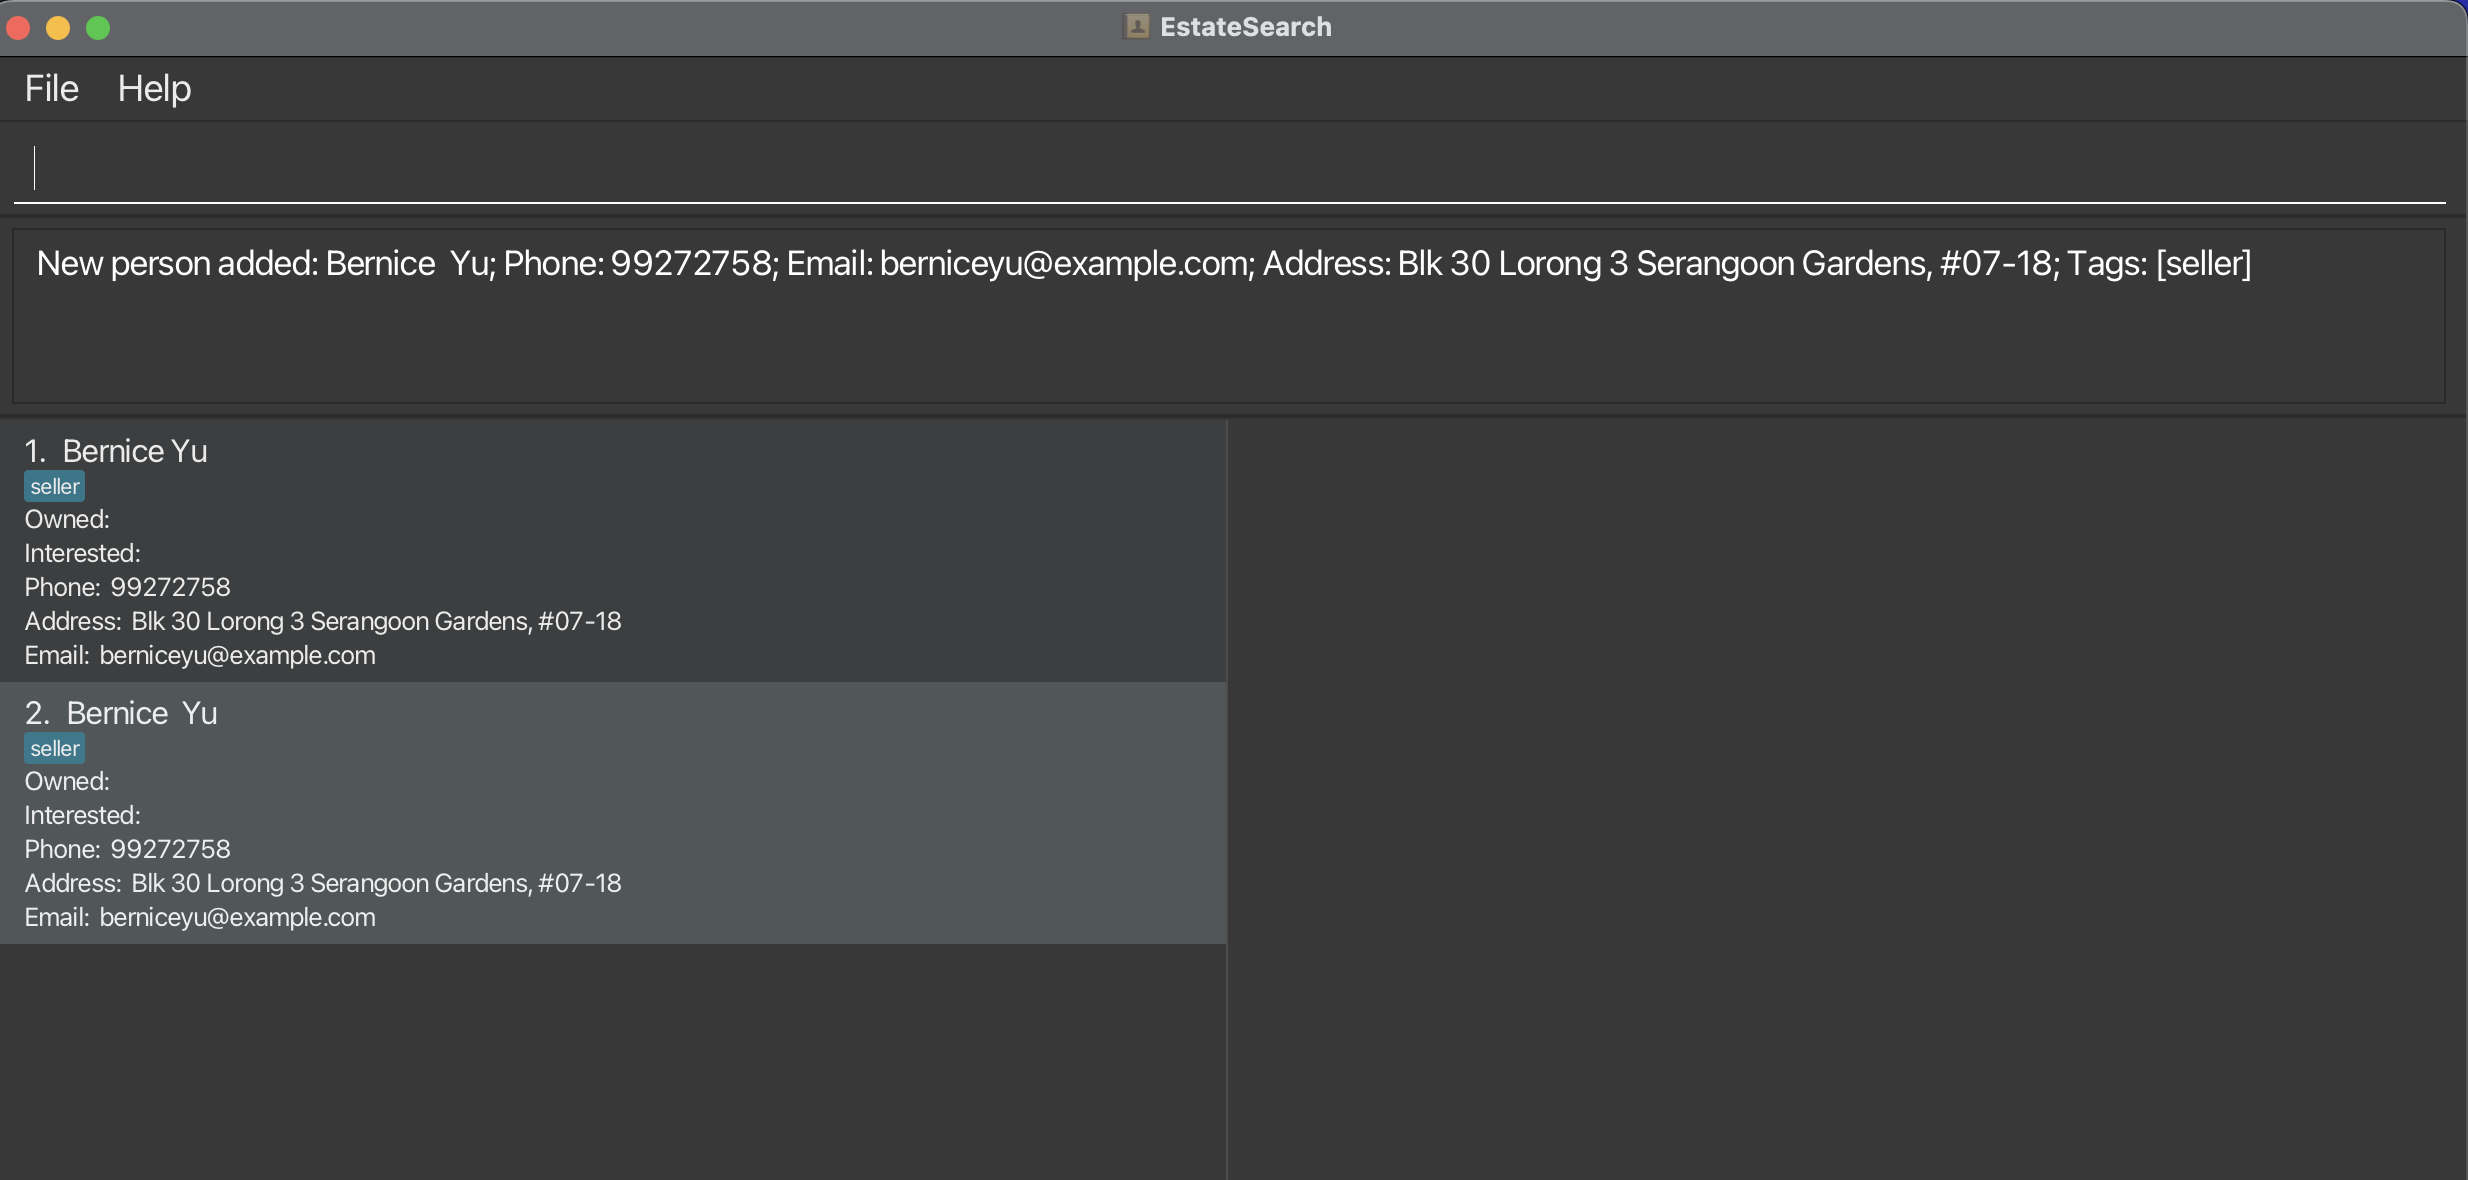 EstateSearch
File Help
New person added: Bernice  Yu; Phone: 99272758; Email: berniceyu@example.com; Address: Blk 30 Lorong 3 Serangoon Gardens, #07-18; Tags: [seller]
1. Bernice Yu
seller
Owned:
Interested:
Phone: 99272758
Address: Blk 30 Lorong 3 Serangoon Gardens, #07-18
Email: berniceyu@example.com
2. Bernice  Yu
seller
Owned:
Interested:
Phone: 99272758
Address: Blk 30 Lorong 3 Serangoon Gardens, #07-18
Email: berniceyu@example.com